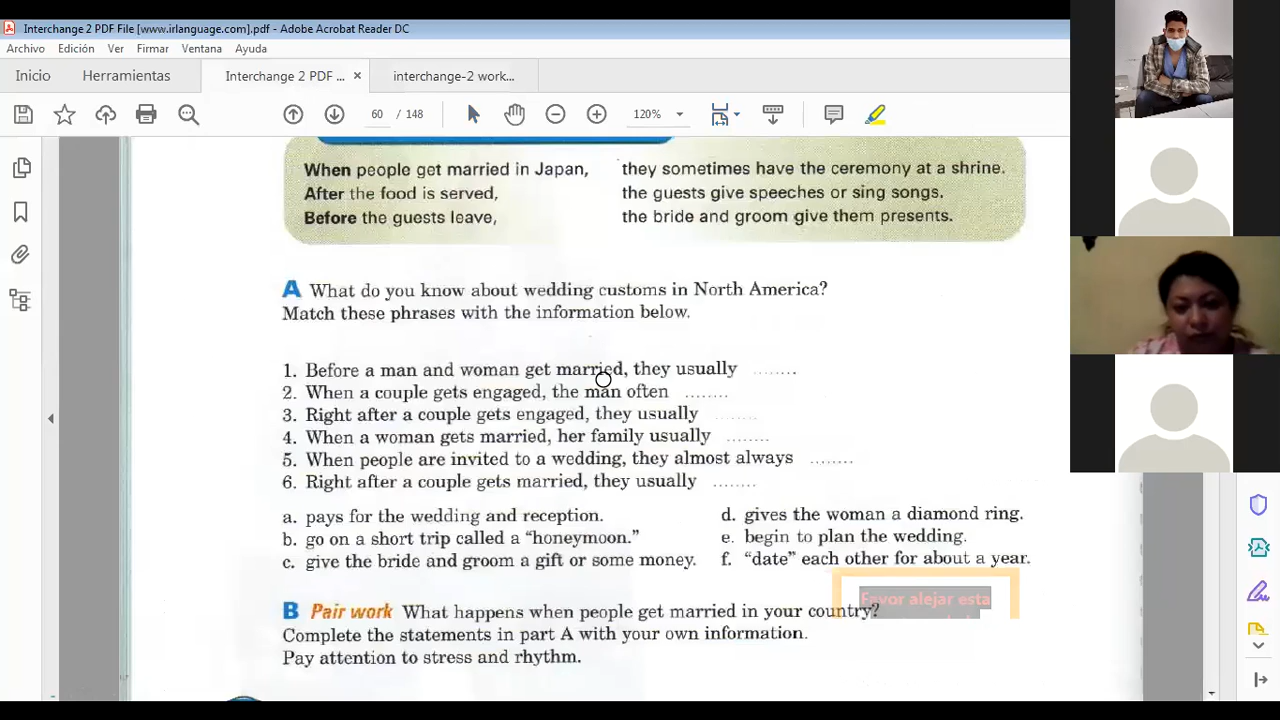 Interchange 2 PDF File [www.irlanguage.com].pdf - Adobe Acrobat Reader DC
Archivo Edición Ver Firmar Ventana Ayuda
Inicio Herramientas Interchange 2 PDF ... × interchange-2 work...
60 / 148 120%
When people get married in Japan, they sometimes have the ceremony at a shrine.
After the food is served, the guests give speeches or sing songs.
Before the guests leave, the bride and groom give them presents.
A What do you know about wedding customs in North America?
Match these phrases with the information below.
1. Before a man and woman get married, they usually ........
2. When a couple gets engaged, the man often ........
3. Right after a couple gets engaged, they usually ........
4. When a woman gets married, her family usually ........
5. When people are invited to a wedding, they almost always ........
6. Right after a couple gets married, they usually ........
a. pays for the wedding and reception.
b. go on a short trip called a “honeymoon.”
c. give the bride and groom a gift or some money.
d. gives the woman a diamond ring.
e. begin to plan the wedding.
f. “date” each other for about a year.
Favor alejar esta
B Pair work What happens when people get married in your country?
Complete the statements in part A with your own information.
Pay attention to stress and rhythm.